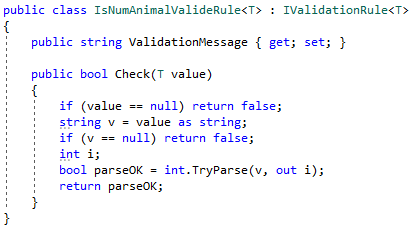 public class IsNumAnimalValideRule<T> : IValidationRule<T>
{
    public string ValidationMessage { get; set; }

    public bool Check(T value)
    {
        if (value == null) return false;
        string v = value as string;
        if (v == null) return false;
        int i;
        bool parseOK = int.TryParse(v, out i);
        return parseOK;
    }
}